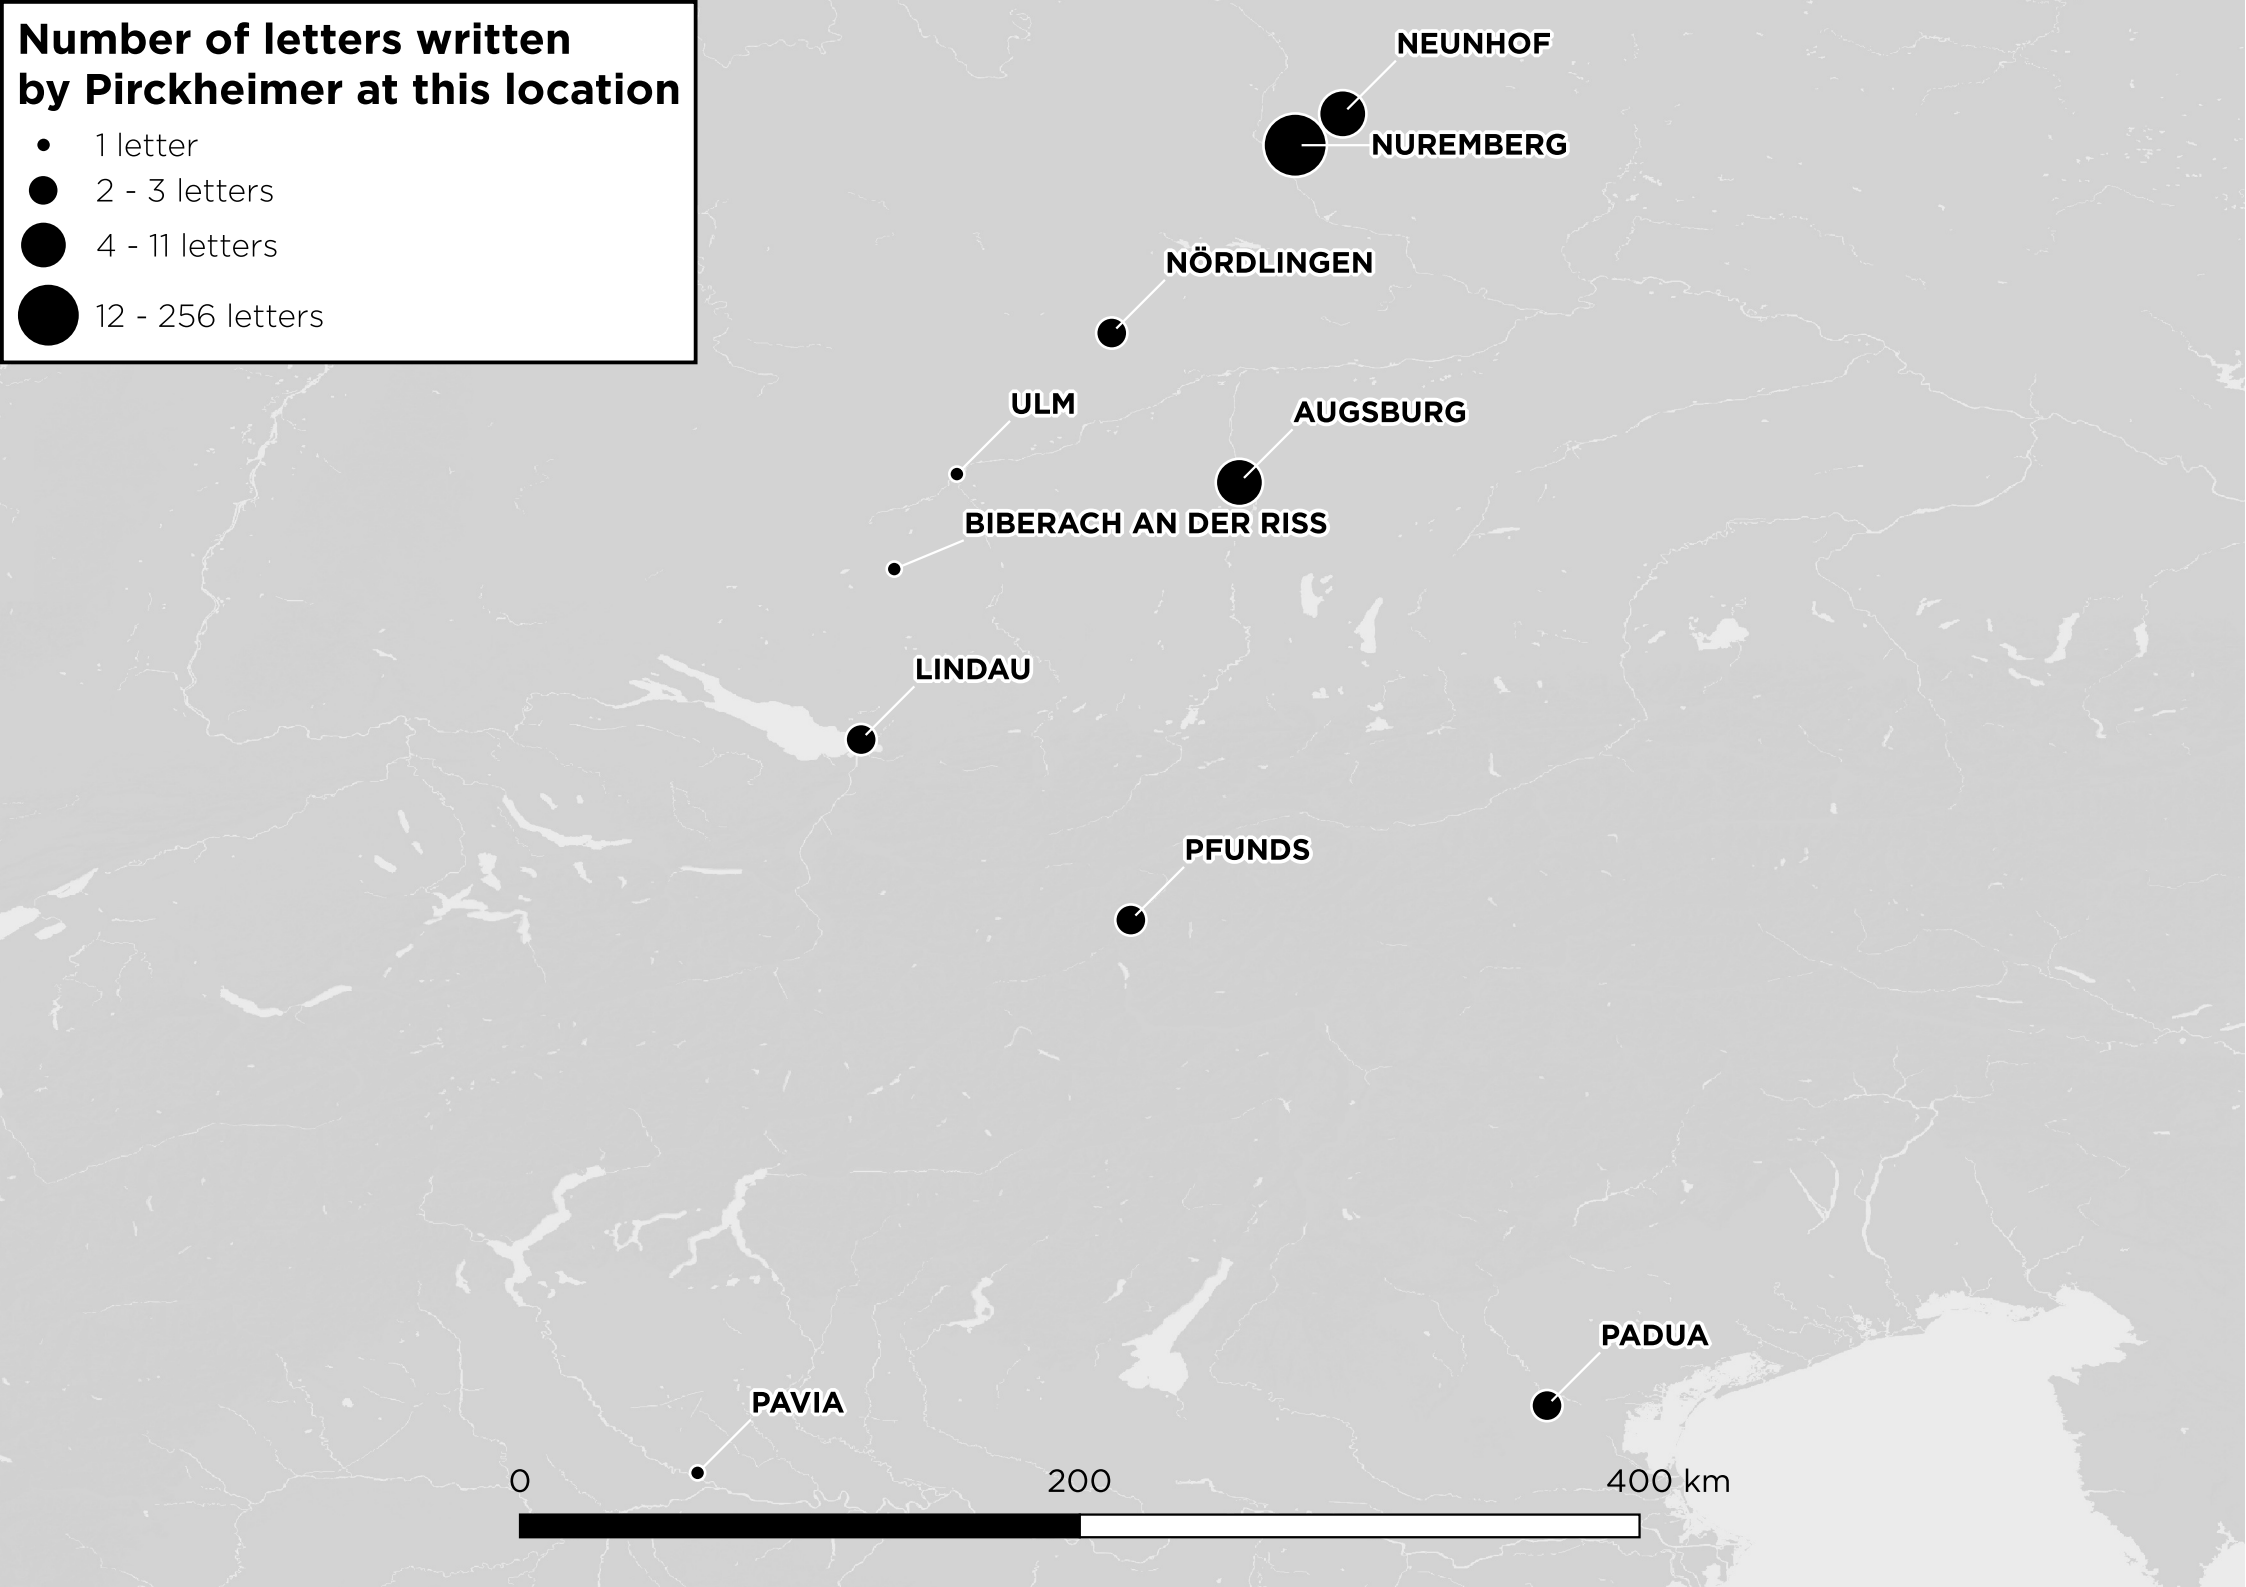 Number of letters written
by Pirckheimer at this location
1 letter
2 - 3 letters
4 - 11 letters
12 - 256 letters
NEUNHOF
NUREMBERG
NÖRDLINGEN
ULM
AUGSBURG
BIBERACH AN DER RISS
LINDAU
PFUNDS
PADUA
PAVIA
0 200 400 km